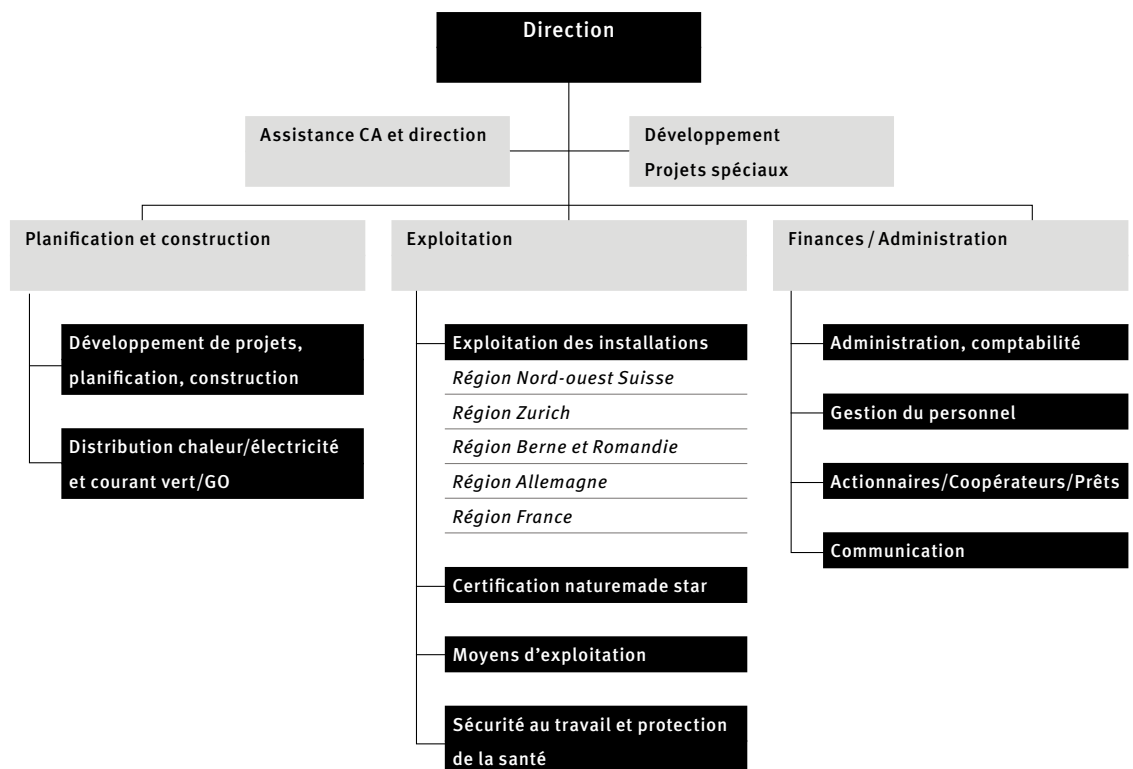 Direction
Assistance CA et direction
Développement
Projets spéciaux
Planification et construction
Développement de projets,
planification, construction
Distribution chaleur/électricité
et courant vert/GO
Exploitation
Exploitation des installations
Région Nord-ouest Suisse
Région Zurich
Région Berne et Romandie
Région Allemagne
Région France
Certification naturemade star
Moyens d'exploitation
Sécurité au travail et protection
de la santé
Finances / Administration
Administration, comptabilité
Gestion du personnel
Actionnaires/Coopérateurs/Prêts
Communication